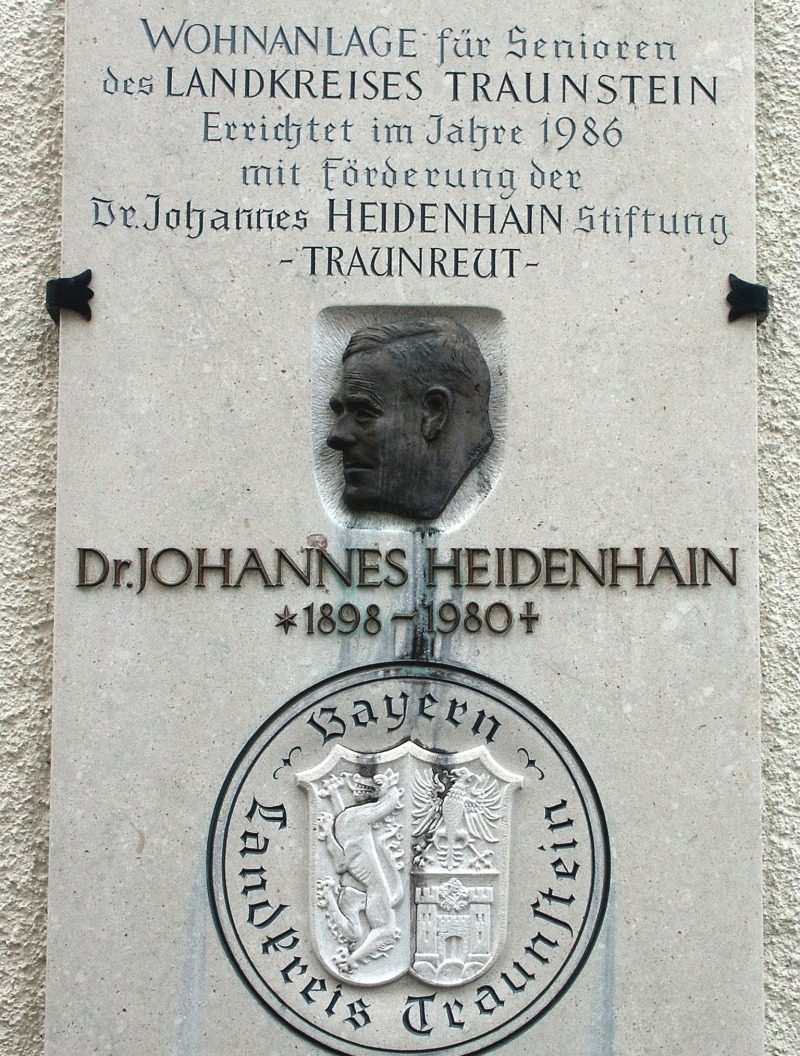 WOHNANLAGE für Senioren
des LANDKREISES TRAUNSTEIN
Errichtet im Jahre 1986
mit Förderung der
Dr. Johannes HEIDENHAIN Stiftung
-TRAUNREUT-
Dr. JOHANNES HEIDENHAIN
*1898-1980✝
Bayern
Landkreis Traunstein